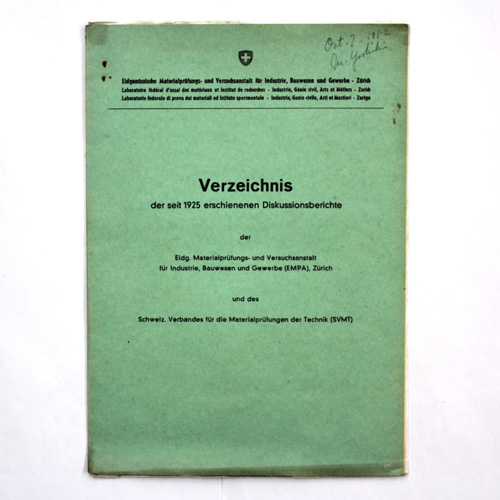 Oct. 2. 1952
Eidgenössische Materialprüfungs- und Versuchsanstalt für Industrie, Bauwesen und Gewerbe - Zürich
Laboratoire fédéral d'essai des matériaux et Institut de recherches - Industrie, Génie civil, Arts et Métiers - Zurich
Laboratorio federale di prova dei materiali ed Istituto sperimentale - Industria, Genio civile, Arti et Mestieri - Zurigo
Verzeichnis
der seit 1925 erschienenen Diskussionsberichte
der
Eidg. Materialprüfungs- und Versuchsanstalt
für Industrie, Bauwesen und Gewerbe (EMPA), Zürich
und des
Schweiz. Verbandes für die Materialprüfungen der Technik (SVMT)